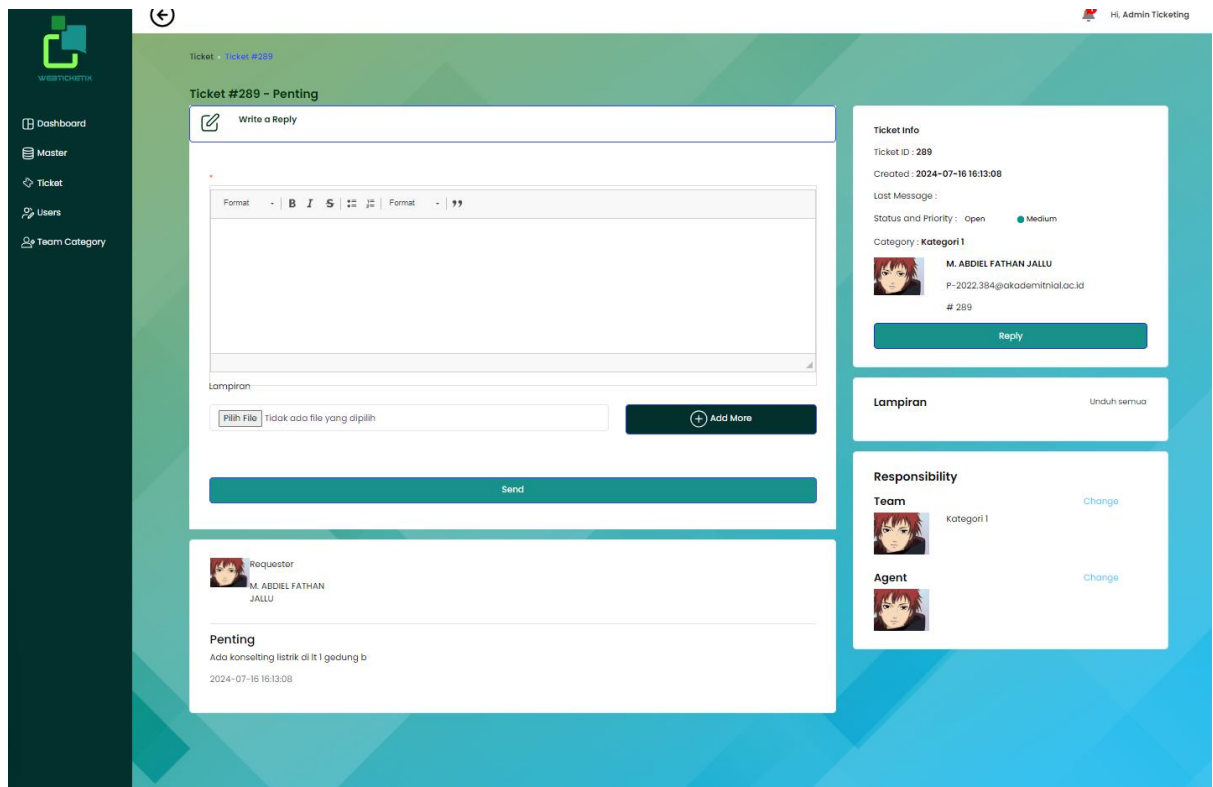 Hi, Admin Ticketing
WEBTICKETIX
Dashboard
Master
Ticket
Users
Team Category
Ticket - Ticket #289
Ticket #289 - Penting
Write a Reply
*
Format - B I S Format - ”
Lampiran
Pilih File Tidak ada file yang dipilih
Add More
Send
Requester
M. ABDIEL FATHAN
JALLU
Penting
Ada konselting listrik di lt 1 gedung b
2024-07-16 16:13:08
Ticket Info
Ticket ID : 289
Created : 2024-07-16 16:13:08
Last Message :
Status and Priority : Open Medium
Category : Kategori 1
M. ABDIEL FATHAN JALLU
P-2022.384@akademitnial.ac.id
# 289
Reply
Lampiran Unduh semua
Responsibility
Team Change
Kategori 1
Agent Change